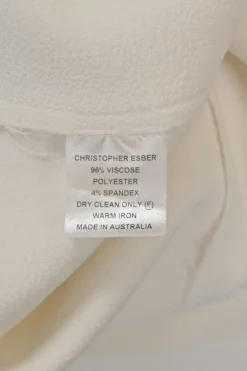 CHRISTOPHER ESBER
96% VISCOSE
POLYESTER
4% SPANDEX
DRY CLEAN ONLY (F)
WARM IRON
MADE IN AUSTRALIA